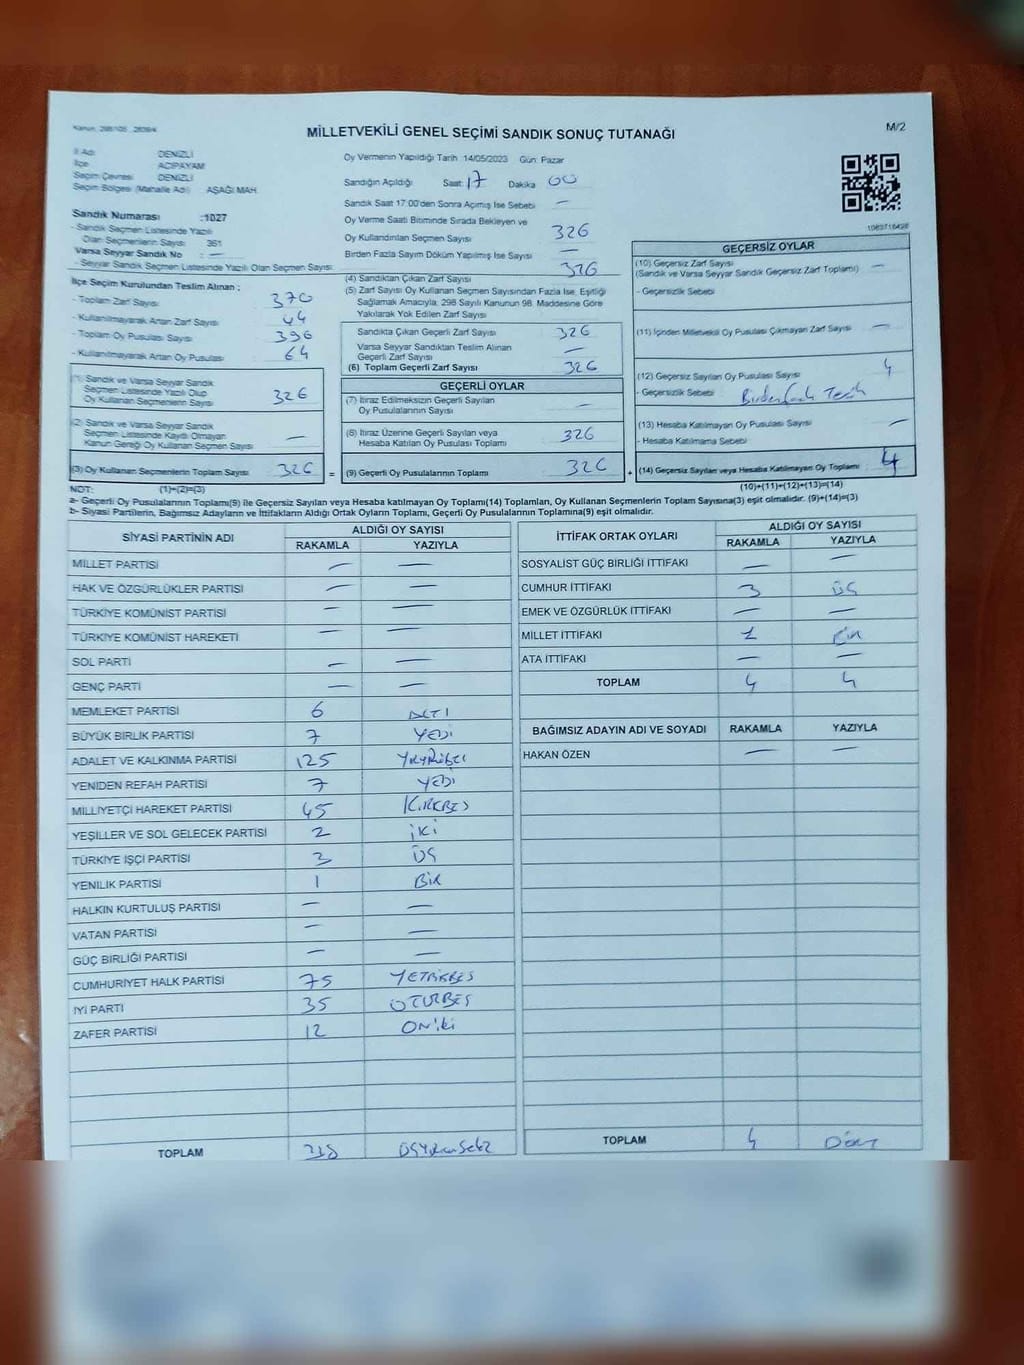 MİLLETVEKİLİ GENEL SEÇİMİ SANDIK SONUÇ TUTANAĞI
M/2
İl Adı DENİZLİ
İlçe ACIPAYAM
Seçim Çevresi DENİZLİ
Seçim Bölgesi (Mahalle Adı) AŞAĞI MAH.
Sandık Numarası :1027
- Sandık Seçmen Listesinde Yazılı
Olan Seçmenlerin Sayısı 361
Varsa Seyyar Sandık No : —
- Seyyar Sandık Seçmen Listesinde Yazılı Olan Seçmen Sayısı
İlçe Seçim Kurulundan Teslim Alınan :
- Toplam Zarf Sayısı 370
- Kullanılmayarak Artan Zarf Sayısı 44
- Toplam Oy Pusulası Sayısı 390
- Kullanılmayarak Artan Oy Pusulası 64
(1) Sandık ve Varsa Seyyar Sandık
Seçmen Listesinde Yazılı Olup
Oy Kullanan Seçmenlerin Sayısı 326
(2) Sandık ve Varsa Seyyar Sandık
Seçmen Listesinde Kayıtlı Olmayan
Kanun Gereği Oy Kullanan Seçmen Sayısı —
(3) Oy Kullanan Seçmenlerin Toplam Sayısı 326 =
Oy Vermenin Yapıldığı Tarih 14/05/2023 Gün: Pazar
Sandığın Açıldığı Saat 17 Dakika 00
Sandık Saat 17:00'den Sonra Açılmış İse Sebebi —
Oy Verme Saati Bitiminde Sırada Bekleyen ve
Oy Kullandırılan Seçmen Sayısı 326
Birden Fazla Sayım Döküm Yapılmış İse Sayısı —
(4) Sandıktan Çıkan Zarf Sayısı 326
(5) Zarf Sayısı Oy Kullanan Seçmen Sayısından Fazla İse, Eşitliği
Sağlamak Amacıyla, 298 Sayılı Kanunun 98. Maddesine Göre
Yakılarak Yok Edilen Zarf Sayısı
Sandıkta Çıkan Geçerli Zarf Sayısı 326
Varsa Seyyar Sandıktan Teslim Alınan
Geçerli Zarf Sayısı —
(6) Toplam Geçerli Zarf Sayısı 326
GEÇERLİ OYLAR
(7) İtiraz Edilmeksizin Geçerli Sayılan
Oy Pusulalarının Sayısı —
(8) İtiraz Üzerine Geçerli Sayılan veya
Hesaba Katılan Oy Pusulası Toplamı 326
(9) Geçerli Oy Pusulalarının Toplamı 326 +
1083716426
GEÇERSİZ OYLAR
(10) Geçersiz Zarf Sayısı —
(Sandık ve Varsa Seyyar Sandık Geçersiz Zarf Toplamı)
- Geçersizlik Sebebi
(11) İçinden Milletvekili Oy Pusulası Çıkmayan Zarf Sayısı —
(12) Geçersiz Sayılan Oy Pusulası Sayısı 4
- Geçersizlik Sebebi Birden fazla
(13) Hesaba Katılmayan Oy Pusulası Sayısı —
- Hesaba Katılmama Sebebi
(14) Geçersiz Sayılan veya Hesaba Katılmayan Oy Toplamı 4
NOT: (1)+(2)=(3) (10)+(11)+(12)+(13)=(14)
a- Geçerli Oy Pusulalarının Toplamı(9) ile Geçersiz Sayılan veya Hesaba katılmayan Oy Toplamı(14) Toplamları, Oy Kullanan Seçmenlerin Toplam Sayısına(3) eşit olmalıdır. (9)+(14)=(3)
b- Siyasi Partilerin, Bağımsız Adayların ve İttifakların Aldığı Ortak Oyların Toplamı, Geçerli Oy Pusulalarının Toplamına(9) eşit olmalıdır.
SİYASİ PARTİNİN ADI ALDIĞI OY SAYISI
RAKAMLA YAZIYLA
MİLLET PARTİSİ — —
HAK VE ÖZGÜRLÜKLER PARTİSİ — —
TÜRKİYE KOMÜNİST PARTİSİ — —
TÜRKİYE KOMÜNİST HAREKETİ — —
SOL PARTİ — —
GENÇ PARTİ — —
MEMLEKET PARTİSİ 6 ALTI
BÜYÜK BİRLİK PARTİSİ 7 YEDİ
ADALET VE KALKINMA PARTİSİ 125
YENİDEN REFAH PARTİSİ 7 YEDİ
MİLLİYETÇİ HAREKET PARTİSİ 45 KIRKBEŞ
YEŞİLLER VE SOL GELECEK PARTİSİ 2 İKİ
TÜRKİYE İŞÇİ PARTİSİ 3 ÜÇ
YENİLİK PARTİSİ 1 BİR
HALKIN KURTULUŞ PARTİSİ — —
VATAN PARTİSİ — —
GÜÇ BİRLİĞİ PARTİSİ — —
CUMHURİYET HALK PARTİSİ 75
İYİ PARTİ 35
ZAFER PARTİSİ 12 ONİKİ
TOPLAM
İTTİFAK ORTAK OYLARI ALDIĞI OY SAYISI
RAKAMLA YAZIYLA
SOSYALİST GÜÇ BİRLİĞİ İTTİFAKI — —
CUMHUR İTTİFAKI 3 ÜÇ
EMEK VE ÖZGÜRLÜK İTTİFAKI — —
MİLLET İTTİFAKI 1 Bir
ATA İTTİFAKI — —
TOPLAM 4 4
BAĞIMSIZ ADAYIN ADI VE SOYADI RAKAMLA YAZIYLA
HAKAN ÖZEN — —
TOPLAM 4 Dört